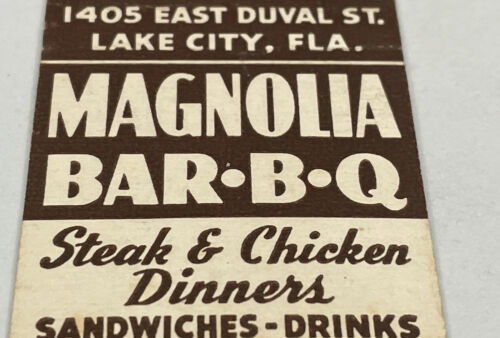 1405 EAST DUVAL ST.
LAKE CITY, FLA.
MAGNOLIA
BAR•B•Q
Steak & Chicken
Dinners
SANDWICHES-DRINKS